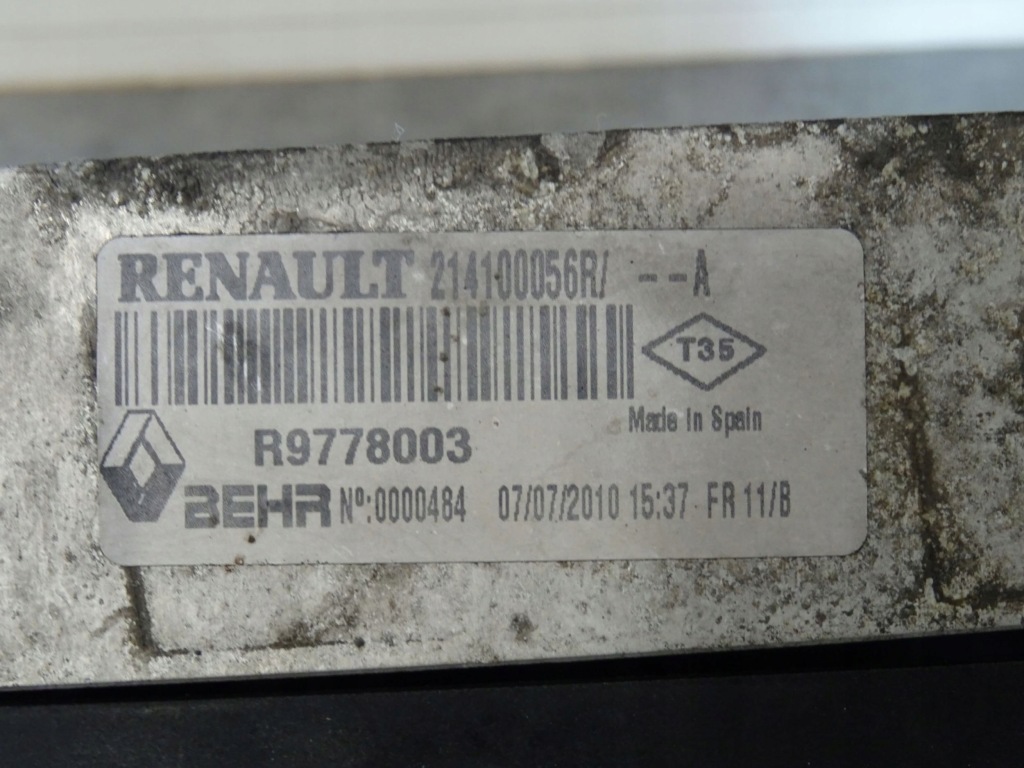 RENAULT 214100056R/ --A
T35
Made In Spain
R9778003
BEHR Nº:0000484 07/07/2010 15:37 FR 11/B